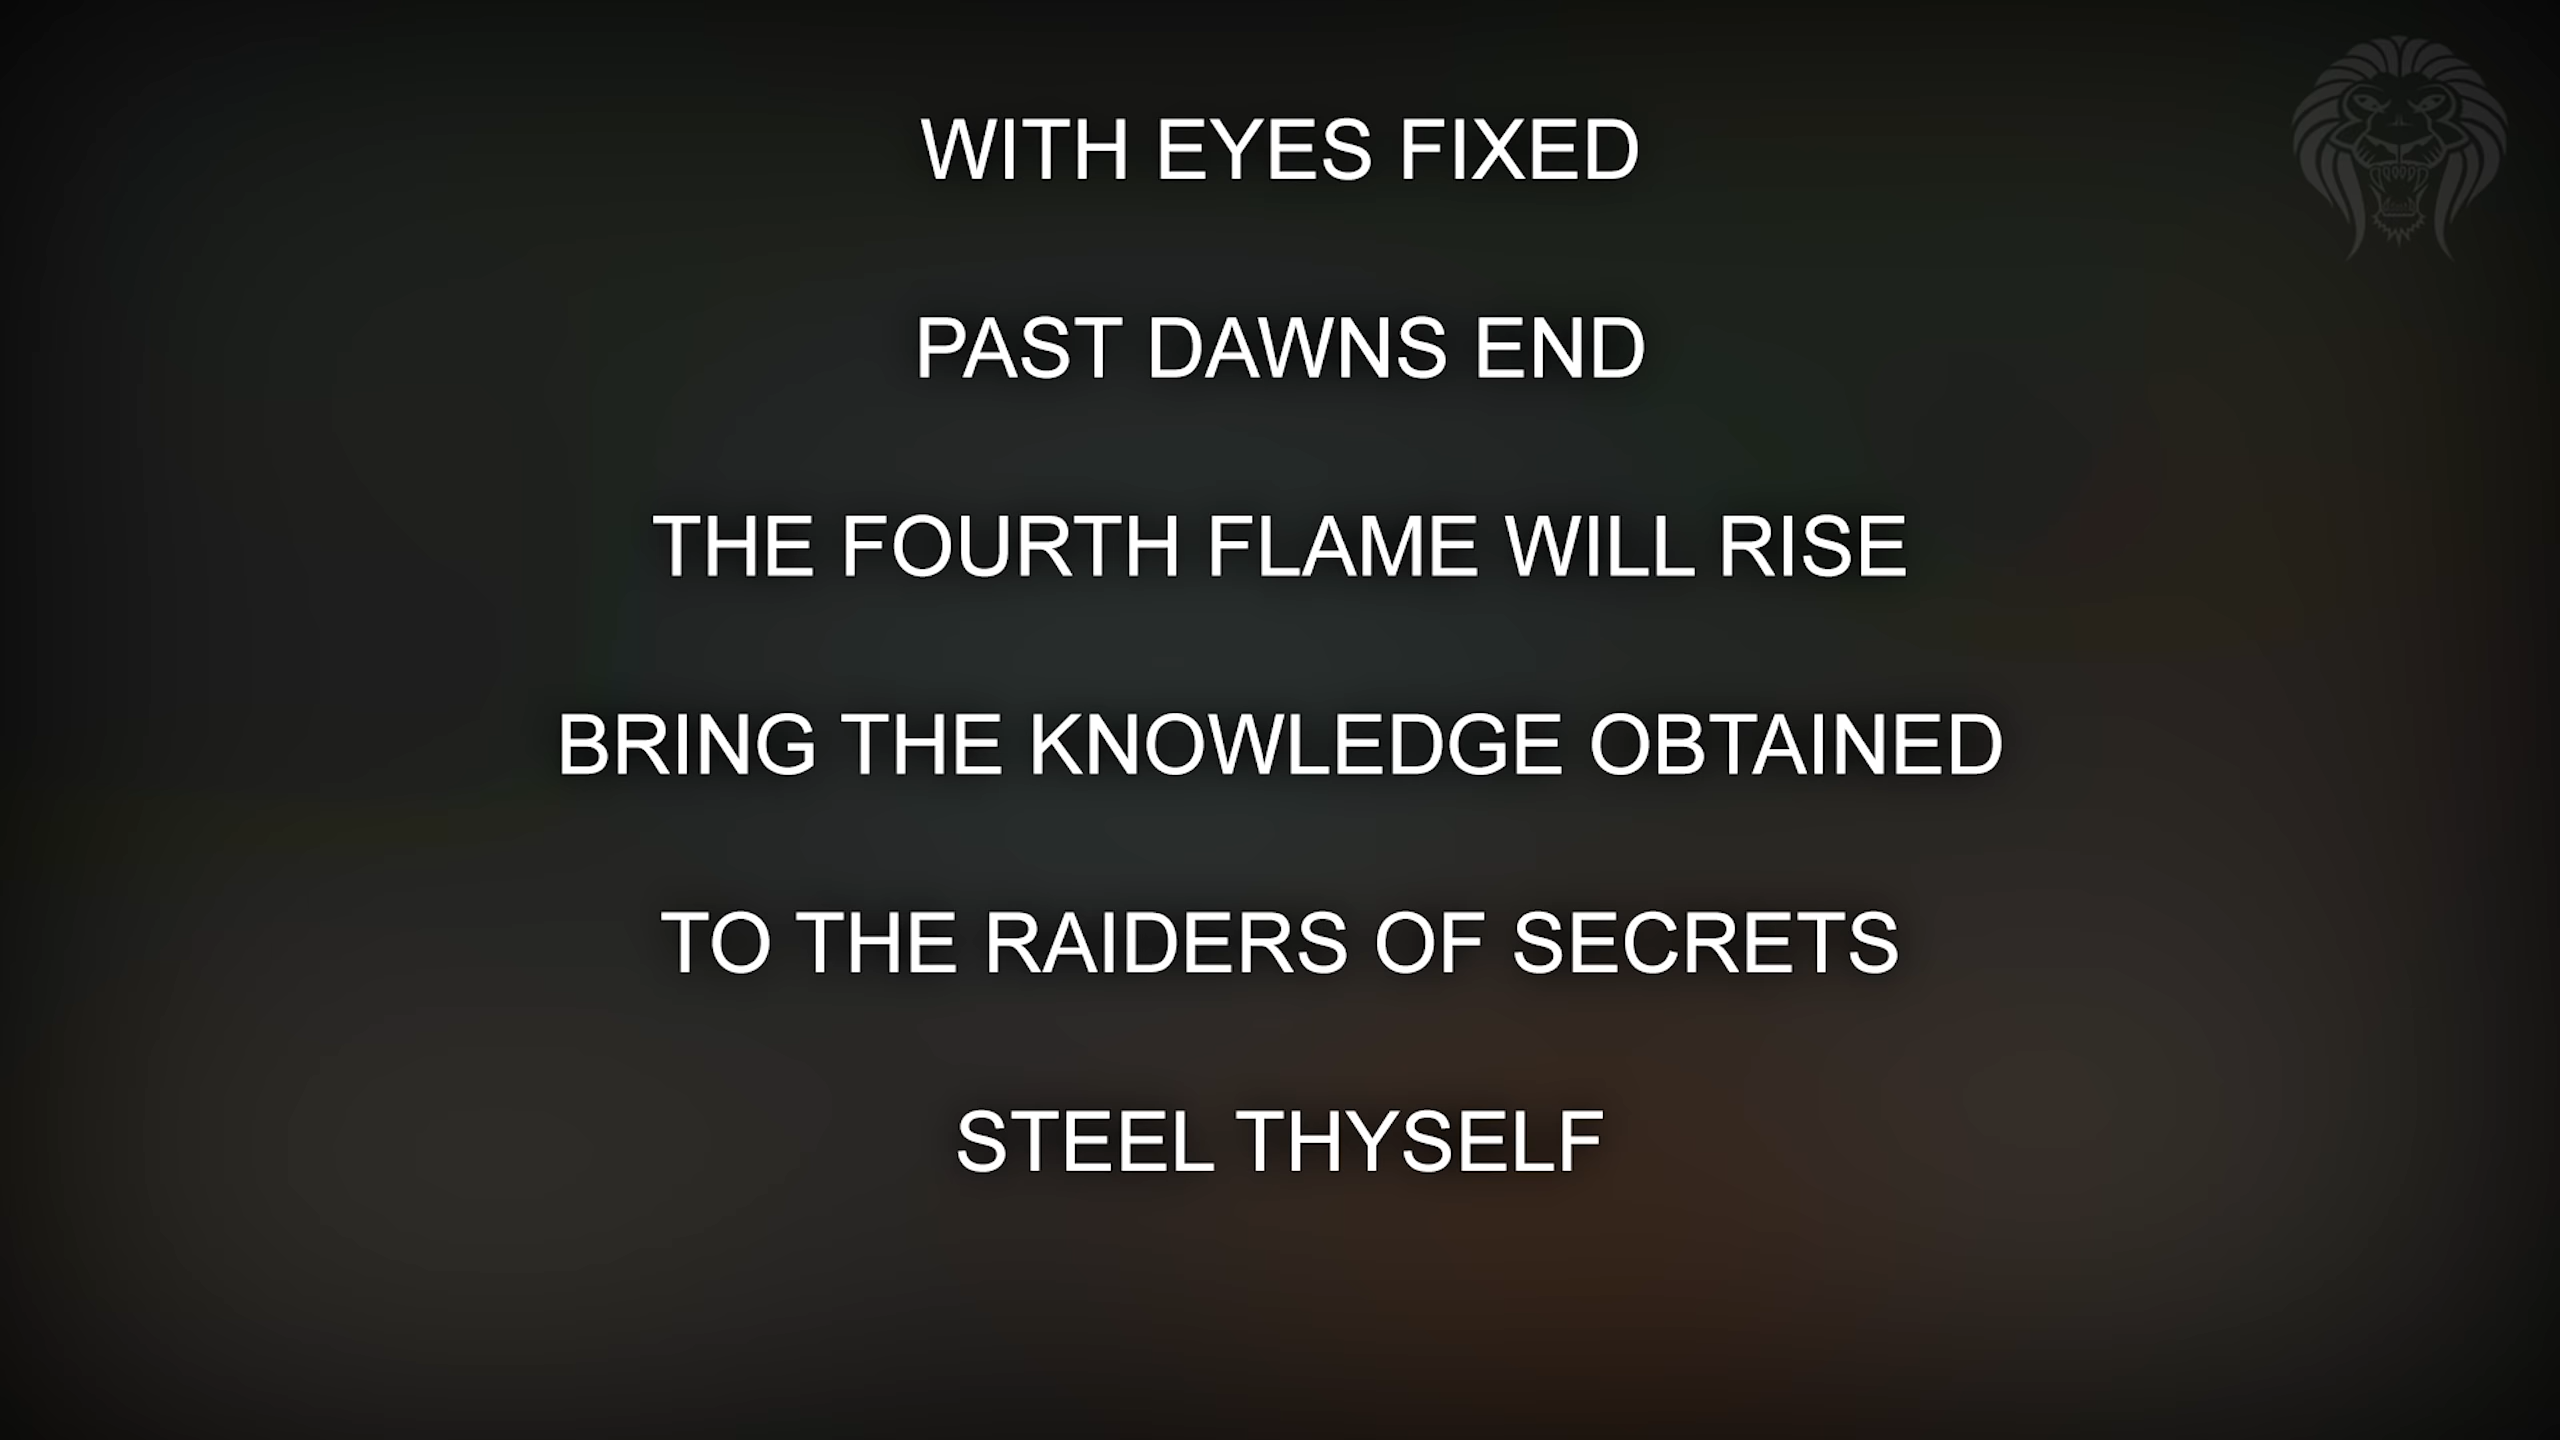 WITH EYES FIXED
PAST DAWNS END
THE FOURTH FLAME WILL RISE
BRING THE KNOWLEDGE OBTAINED
TO THE RAIDERS OF SECRETS
STEEL THYSELF